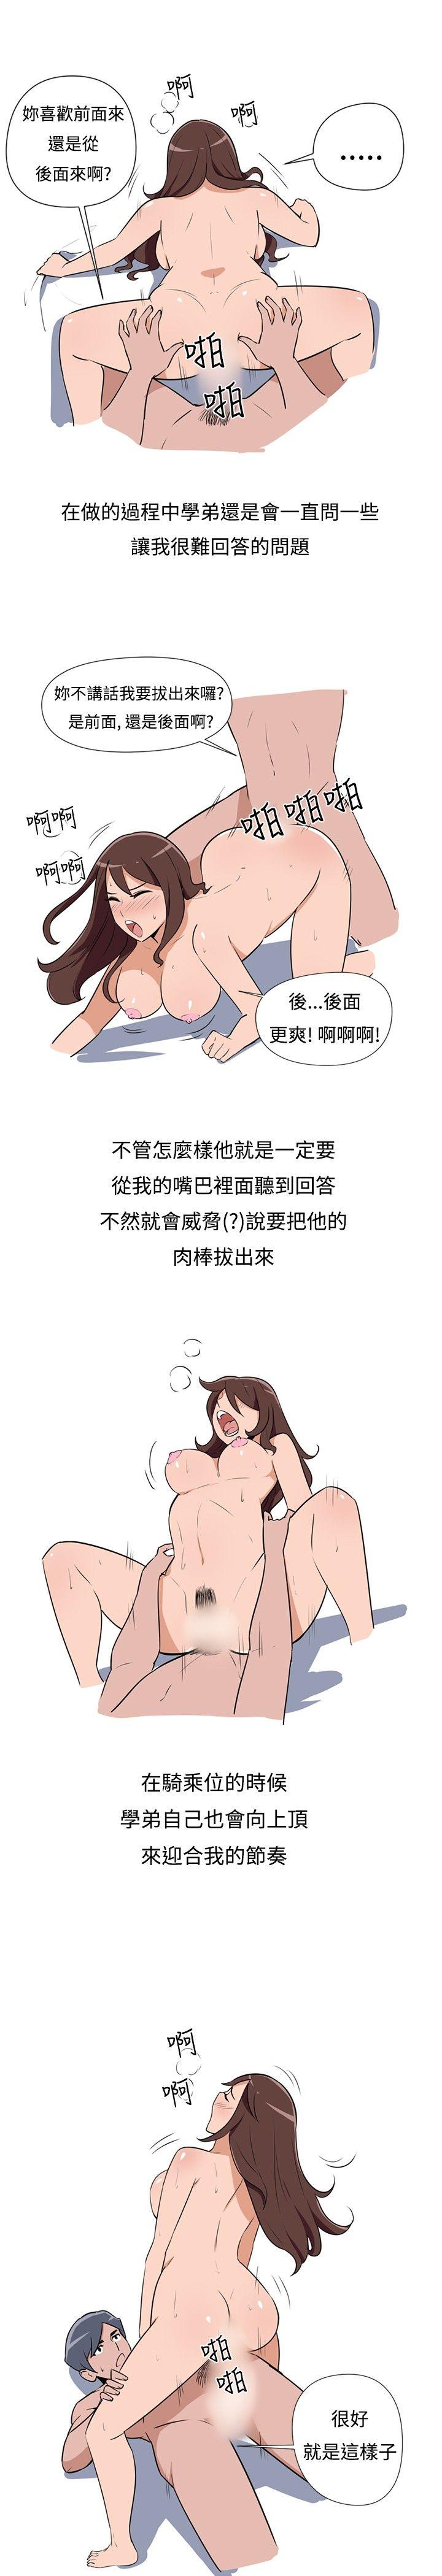 啊
啊
妳喜歡前面來
還是從
後面來啊?
.....
啪
啪
在做的過程中學弟還是會一直問一些
讓我很難回答的問題
妳不講話我要拔出來囉?
是前面, 還是後面啊?
啪啪啪
啊啊
啊啊
後...後面
更爽! 啊啊啊!
不管怎麼樣他就是一定要
從我的嘴巴裡面聽到回答
不然就會威脅(?)說要把他的
肉棒拔出來
在騎乘位的時候
學弟自己也會向上頂
來迎合我的節奏
啊
啊
啪
啪
很好
就是這樣子